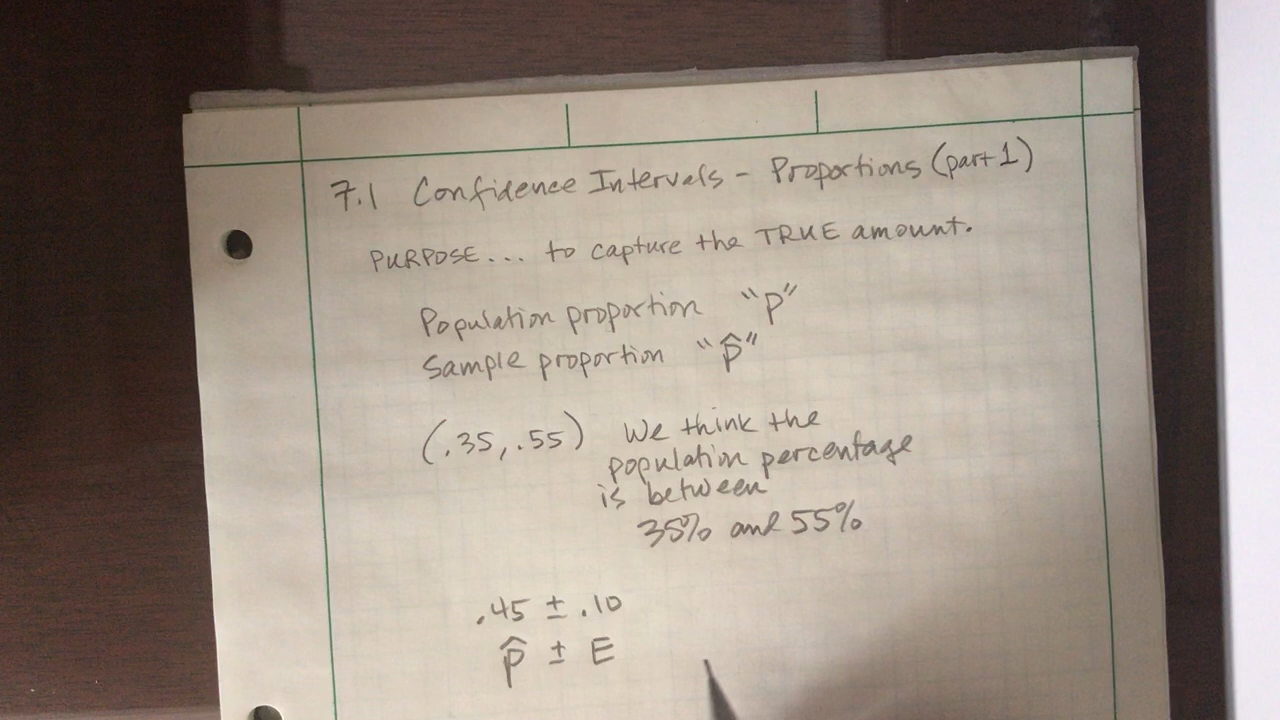 7.1 Confidence Intervals - Proportions (part 1)
PURPOSE... to capture the TRUE amount.
Population proportion "p"
Sample proportion "p̂"
(.35, .55) We think the
population percentage
is between
35% and 55%
.45 ± .10
p̂ ± E